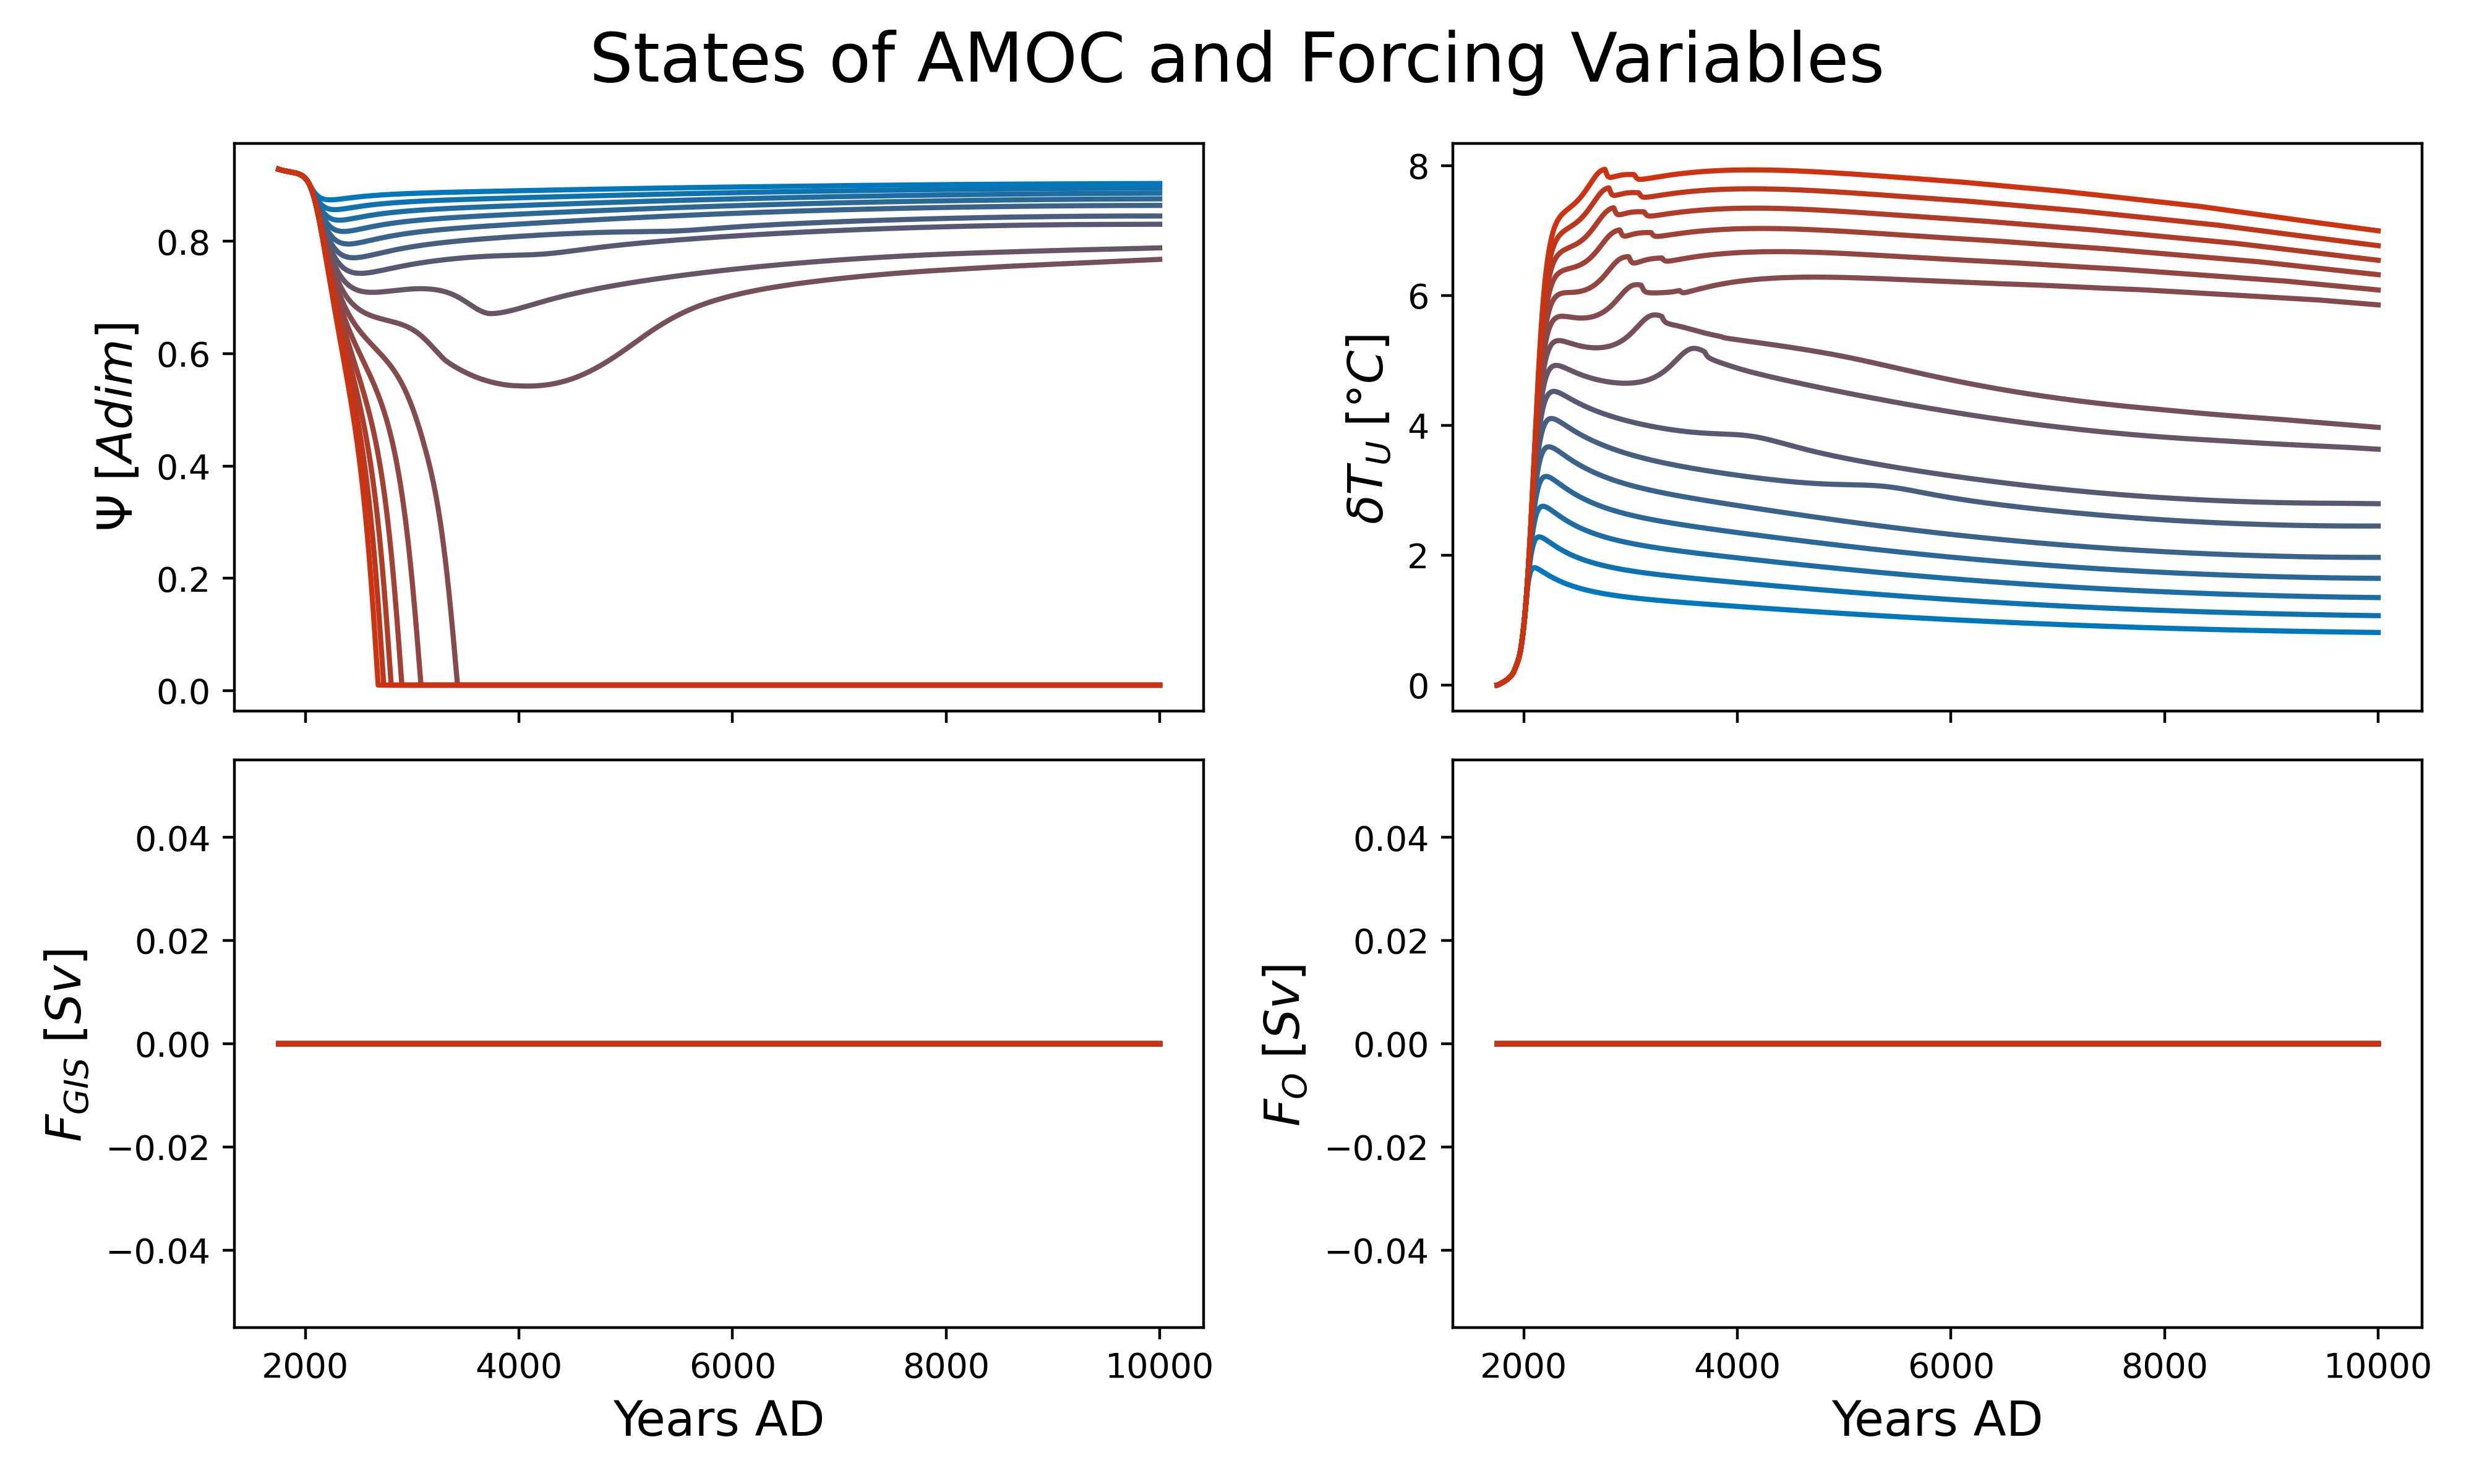 States of AMOC and Forcing Variables
Ψ [Adim]
0.8
0.6
0.4
0.2
0.0
δT_U [°C]
8
6
4
2
0
F_GIS [Sv]
0.04
0.02
0.00
−0.02
−0.04
2000 4000 6000 8000 10000
Years AD
F_O [Sv]
0.04
0.02
0.00
−0.02
−0.04
2000 4000 6000 8000 10000
Years AD